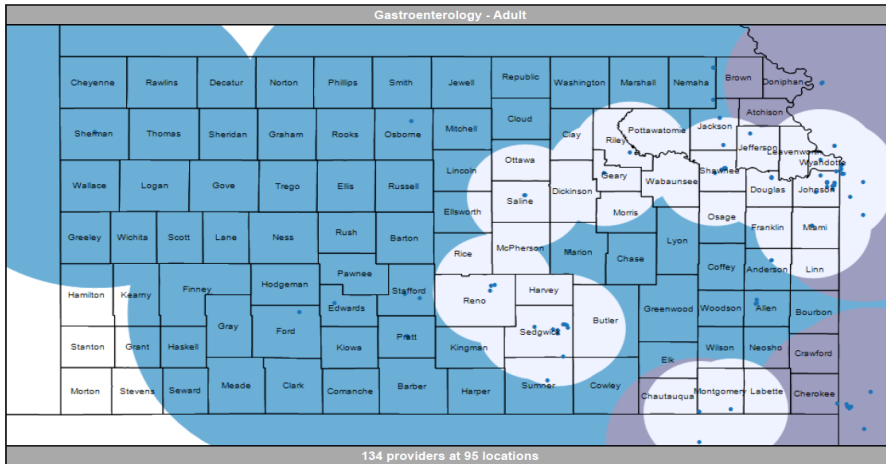 Gastroenterology - Adult
Cheyenne Rawlins Decatur Norton Phillips Smith Jewell Republic Washington Marshall Nemaha Brown Doniphan
Atchison
Sherman Thomas Sheridan Graham Rooks Osborne Mitchell Cloud Clay Riley Pottawatomie Jackson Jefferson Leavenworth
Wyandotte
Wallace Logan Gove Trego Ellis Russell Lincoln Ottawa Saline Dickinson Geary Wabaunsee Shawnee Douglas Johnson
Ellsworth Morris Osage Franklin Miami
Greeley Wichita Scott Lane Ness Rush Barton Rice McPherson Marion Chase Lyon Coffey Anderson Linn
Hamilton Kearny Finney Hodgeman Pawnee Stafford Reno Harvey
Gray Ford Edwards Sedgwick Butler Greenwood Woodson Allen Bourbon
Stanton Grant Haskell Kiowa Pratt Kingman Elk Wilson Neosho Crawford
Morton Stevens Seward Meade Clark Comanche Barber Harper Sumner Cowley Chautauqua Montgomery Labette Cherokee
134 providers at 95 locations